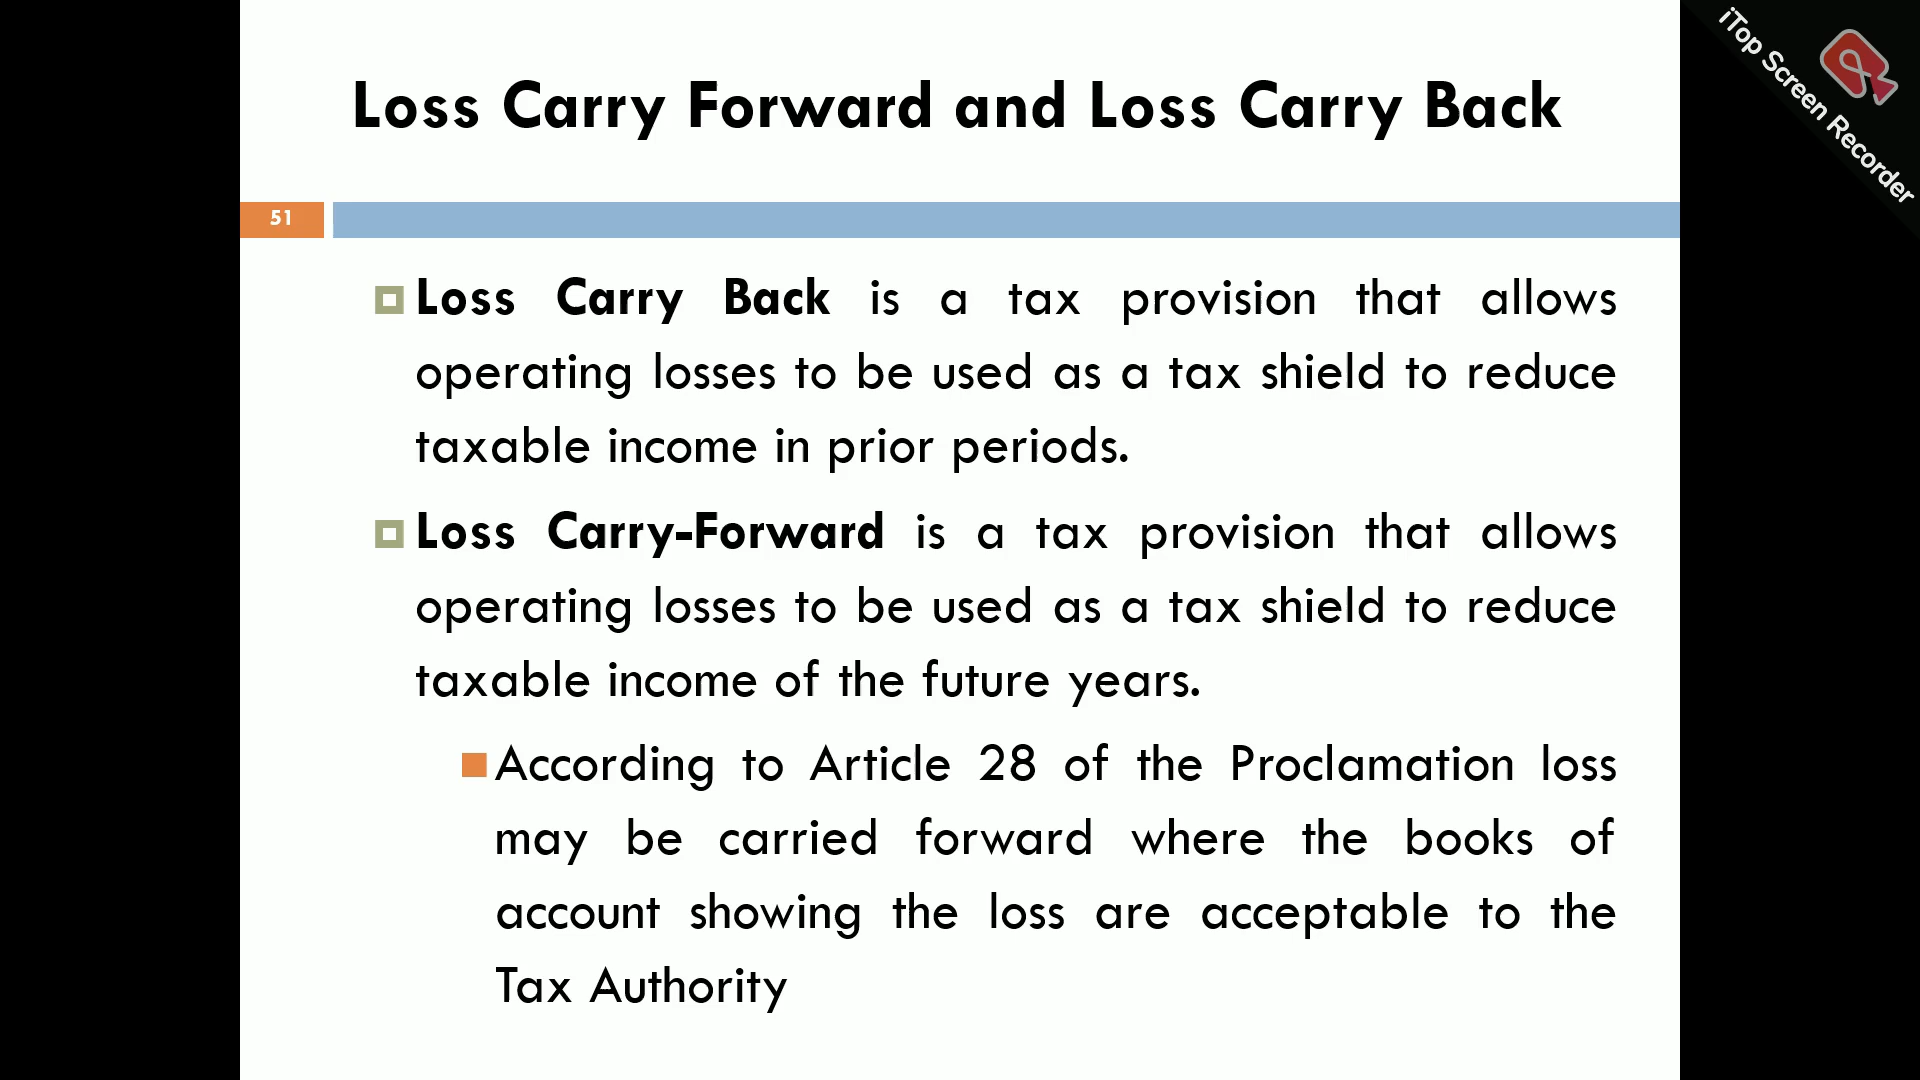 Loss Carry Forward and Loss Carry Back
iTop Screen Recorder
51
Loss Carry Back is a tax provision that allows
operating losses to be used as a tax shield to reduce
taxable income in prior periods.
Loss Carry-Forward is a tax provision that allows
operating losses to be used as a tax shield to reduce
taxable income of the future years.
According to Article 28 of the Proclamation loss
may be carried forward where the books of
account showing the loss are acceptable to the
Tax Authority